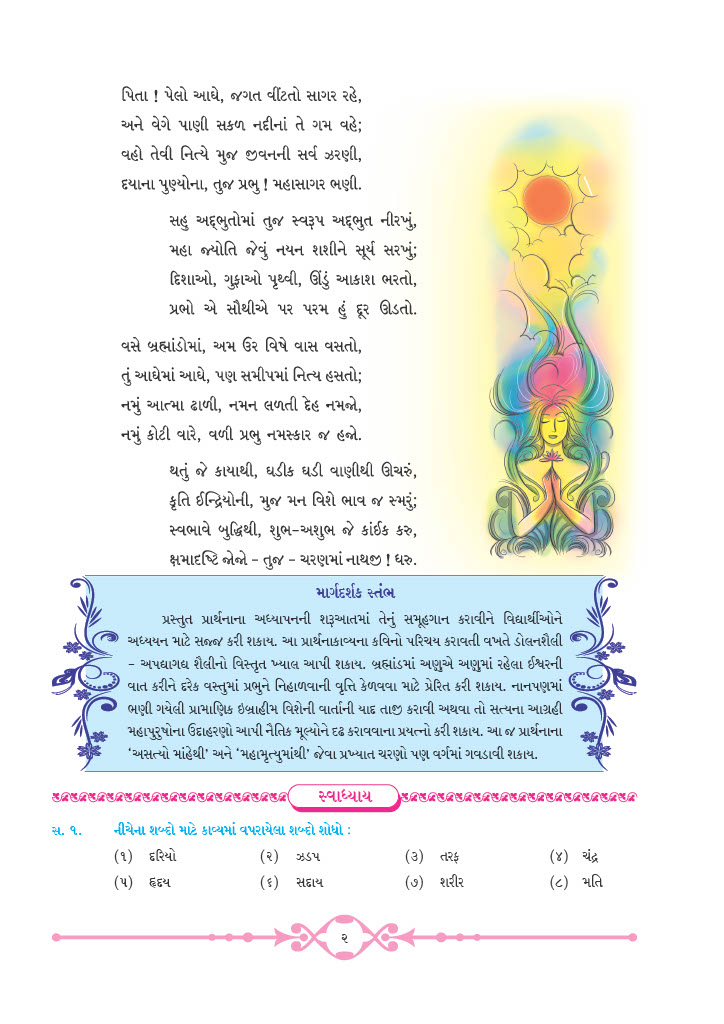 પિતા ! પેલો આઘે, જગત વીંટતો સાગર રહે,
અને વેગે પાણી સકળ નદીનાં તે ગમ વહે;
વહો તેવી નિત્યે મુજ જીવનની સર્વ ઝરણી,
દયાના પુણ્યોના, તુજ પ્રભુ ! મહાસાગર ભણી.
સહુ અદ્ભુતોમાં તુજ સ્વરૂપ અદ્ભુત નીરખું,
મહા જ્યોતિ જેવું નયન શશીને સૂર્ય સરખું;
દિશાઓ, ગુફાઓ પૃથ્વી, ઊંડું આકાશ ભરતો,
પ્રભો એ સૌથીએ પર પરમ હું દૂર ઊડતો.
વસે બ્રહ્માંડોમાં, અમ ઉર વિષે વાસ વસતો,
તું આઘેમાં આઘે, પણ સમીપમાં નિત્ય હસતો;
નમું આત્મા ઢાળી, નમન લળતી દેહ નમજો,
નમું કોટી વારે, વળી પ્રભુ નમસ્કાર જ હજો.
થતું જે કાયાથી, ઘડીક ઘડી વાણીથી ઊચરું,
કૃતિ ઈન્દ્રિયોની, મુજ મન વિશે ભાવ જ સ્મરું;
સ્વભાવે બુદ્ધિથી, શુભ-અશુભ જે કાંઈક કરુ,
ક્ષમાદષ્ટિ જોજો - તુજ - ચરણમાં નાથજી ! ધરુ.
માર્ગદર્શક સ્તંભ
પ્રસ્તુત પ્રાર્થનાના અધ્યાપનની શરૂઆતમાં તેનું સમૂહગાન કરાવીને વિદ્યાર્થીઓને
અધ્યયન માટે સજ્જ કરી શકાય. આ પ્રાર્થનાકાવ્યના કવિનો પરિચય કરાવતી વખતે ડોલનશૈલી
- અપદ્યાગદ્ય શૈલીનો વિસ્તૃત ખ્યાલ આપી શકાય. બ્રહ્માંડમાં અણુએ અણુમાં રહેલા ઈશ્વરની
વાત કરીને દરેક વસ્તુમાં પ્રભુને નિહાળવાની વૃત્તિ કેળવવા માટે પ્રેરિત કરી શકાય. નાનપણમાં
ભણી ગયેલી પ્રામાણિક ઇબ્રાહીમ વિશેની વાર્તાની યાદ તાજી કરાવી અથવા તો સત્યના આગ્રહી
મહાપુરુષોના ઉદાહરણો આપી નૈતિક મૂલ્યોને દઢ કરાવવાના પ્રયત્નો કરી શકાય. આ જ પ્રાર્થનાના
‘અસત્યો માંહેથી’ અને ‘મહામૃત્યુમાંથી’ જેવા પ્રખ્યાત ચરણો પણ વર્ગમાં ગવડાવી શકાય.
સ્વાધ્યાય
સ. ૧. નીચેના શબ્દો માટે કાવ્યમાં વપરાયેલા શબ્દો શોધો :
(૧) દરિયો (૨) ઝડપ (૩) તરફ (૪) ચંદ્ર
(૫) હૃદય (૬) સદાય (૭) શરીર (૮) મતિ
૨